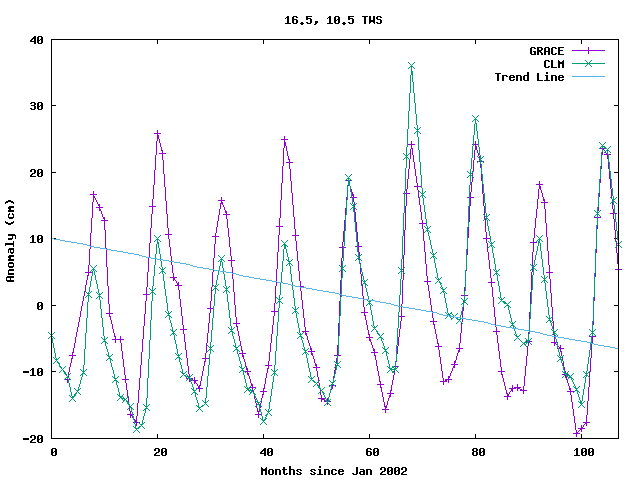 16.5, 10.5 TWS
GRACE
CLM
Trend Line
Anomaly (cm)
40
30
20
10
0
-10
-20
0 20 40 60 80 100
Months since Jan 2002